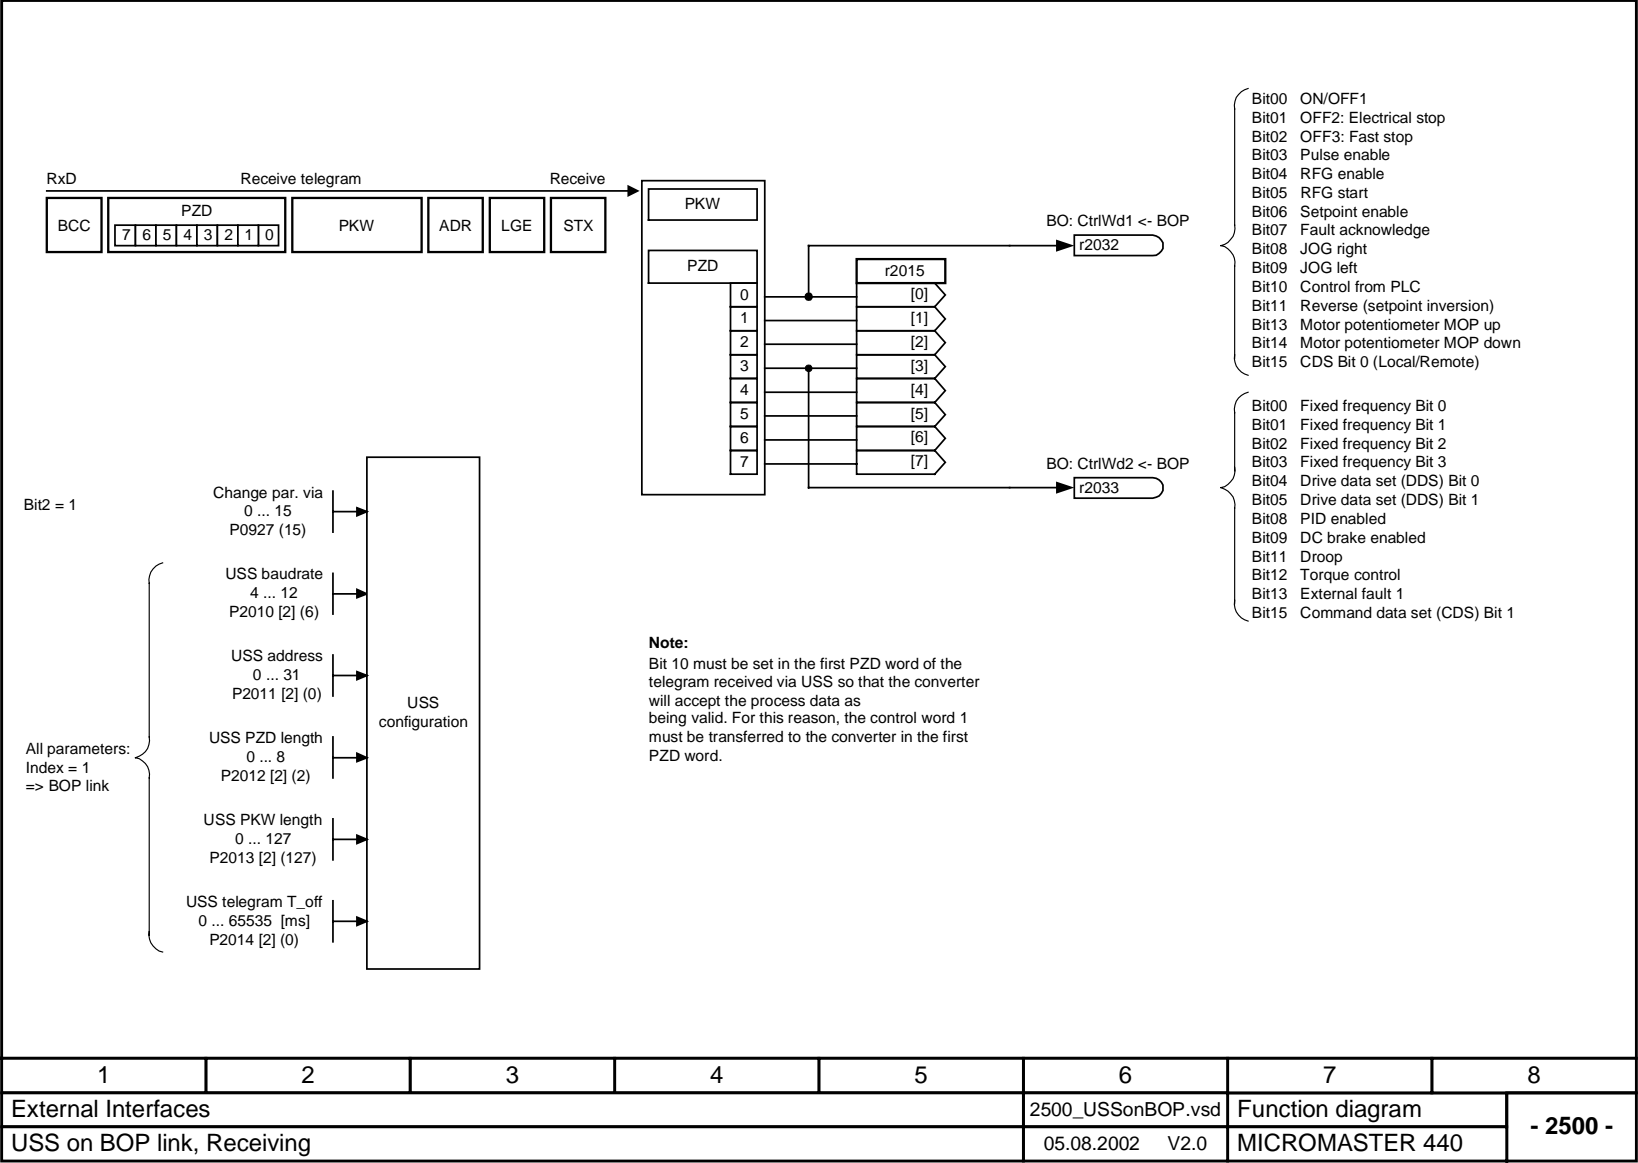 RxD Receive telegram Receive
BCC
PZD
7 6 5 4 3 2 1 0
PKW
ADR
LGE
STX
PKW
PZD
0
1
2
3
4
5
6
7
r2015
[0]
[1]
[2]
[3]
[4]
[5]
[6]
[7]
BO: CtrlWd1 <- BOP
r2032
BO: CtrlWd2 <- BOP
r2033
Bit00 ON/OFF1
Bit01 OFF2: Electrical stop
Bit02 OFF3: Fast stop
Bit03 Pulse enable
Bit04 RFG enable
Bit05 RFG start
Bit06 Setpoint enable
Bit07 Fault acknowledge
Bit08 JOG right
Bit09 JOG left
Bit10 Control from PLC
Bit11 Reverse (setpoint inversion)
Bit13 Motor potentiometer MOP up
Bit14 Motor potentiometer MOP down
Bit15 CDS Bit 0 (Local/Remote)
Bit00 Fixed frequency Bit 0
Bit01 Fixed frequency Bit 1
Bit02 Fixed frequency Bit 2
Bit03 Fixed frequency Bit 3
Bit04 Drive data set (DDS) Bit 0
Bit05 Drive data set (DDS) Bit 1
Bit08 PID enabled
Bit09 DC brake enabled
Bit11 Droop
Bit12 Torque control
Bit13 External fault 1
Bit15 Command data set (CDS) Bit 1
Bit2 = 1
Change par. via
0 ... 15
P0927 (15)
USS baudrate
4 ... 12
P2010 [2] (6)
USS address
0 ... 31
P2011 [2] (0)
USS PZD length
0 ... 8
P2012 [2] (2)
USS PKW length
0 ... 127
P2013 [2] (127)
USS telegram T_off
0 ... 65535 [ms]
P2014 [2] (0)
All parameters:
Index = 1
=> BOP link
USS
configuration
Note:
Bit 10 must be set in the first PZD word of the
telegram received via USS so that the converter
will accept the process data as
being valid. For this reason, the control word 1
must be transferred to the converter in the first
PZD word.
1 2 3 4 5 6 7 8
External Interfaces
2500_USSonBOP.vsd
Function diagram
USS on BOP link, Receiving
05.08.2002 V2.0
MICROMASTER 440
- 2500 -